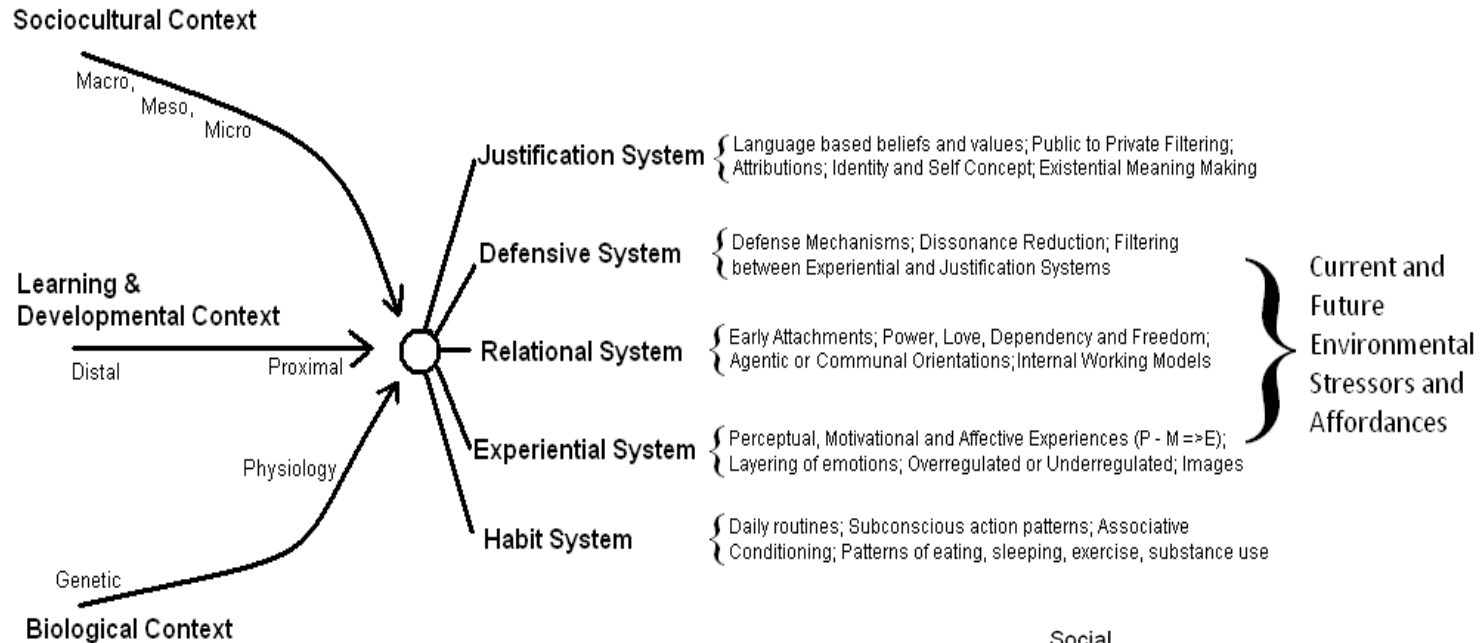 Sociocultural Context
Macro,
Meso,
Micro
Justification System
Language based beliefs and values; Public to Private Filtering;
Attributions; Identity and Self Concept; Existential Meaning Making
Defensive System
Defense Mechanisms; Dissonance Reduction; Filtering
between Experiential and Justification Systems
Learning &
Developmental Context
Distal
Proximal
Relational System
Early Attachments; Power, Love, Dependency and Freedom;
Agentic or Communal Orientations; Internal Working Models
Current and
Future
Environmental
Stressors and
Affordances
Experiential System
Perceptual, Motivational and Affective Experiences (P - M =>E);
Layering of emotions; Overregulated or Underregulated; Images
Physiology
Habit System
Daily routines; Subconscious action patterns; Associative
Conditioning; Patterns of eating, sleeping, exercise, substance use
Genetic
Biological Context
Social